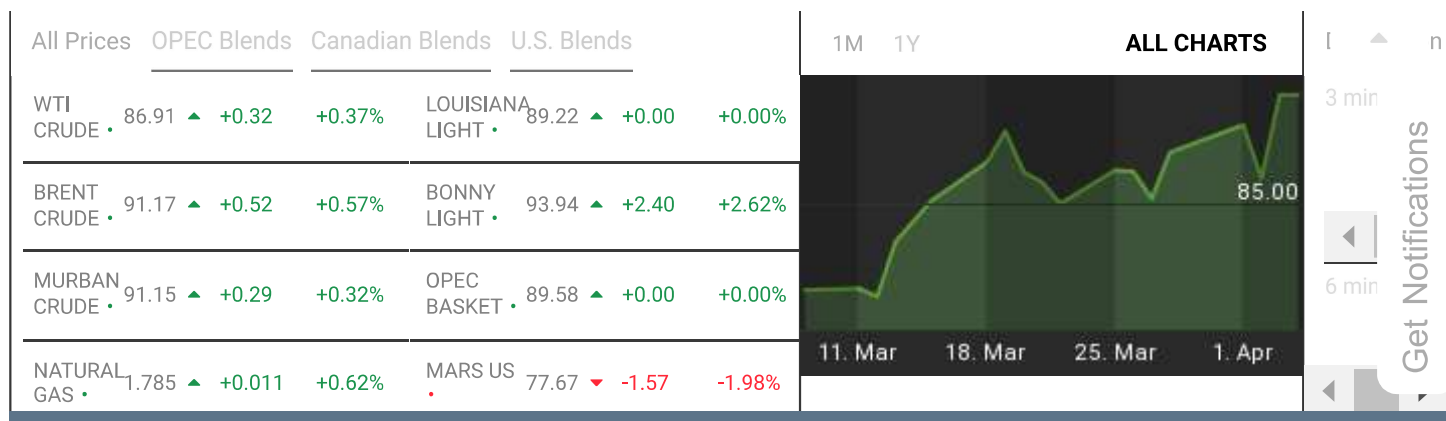 All Prices OPEC Blends Canadian Blends U.S. Blends
WTI CRUDE 86.91 +0.32 +0.37%
LOUISIANA LIGHT 89.22 +0.00 +0.00%
BRENT CRUDE 91.17 +0.52 +0.57%
BONNY LIGHT 93.94 +2.40 +2.62%
MURBAN CRUDE 91.15 +0.29 +0.32%
OPEC BASKET 89.58 +0.00 +0.00%
NATURAL GAS 1.785 +0.011 +0.62%
MARS US 77.67 -1.57 -1.98%
1M 1Y ALL CHARTS
85.00
11. Mar 18. Mar 25. Mar 1. Apr
3 min
6 min
Get Notifications